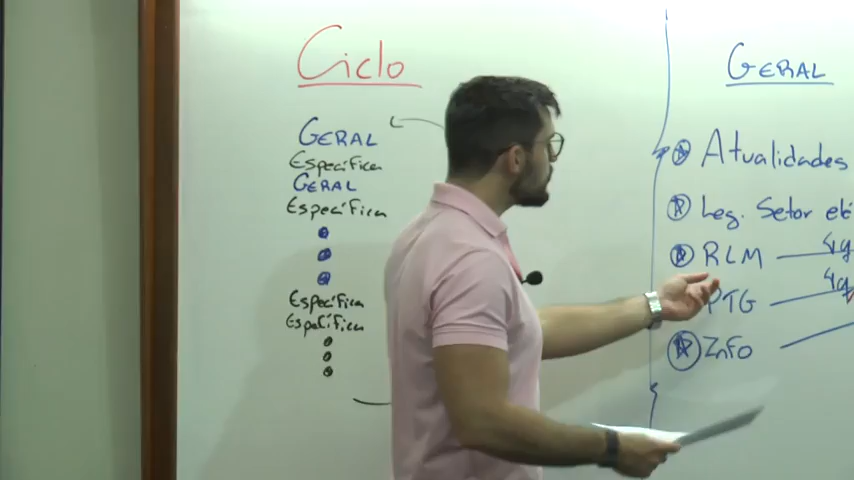 Ciclo
GERAL
Específica
GERAL
Específica
Específica
Específica
GERAL
Atualidades
Leg. Setor elé
RLM
PTG
Info